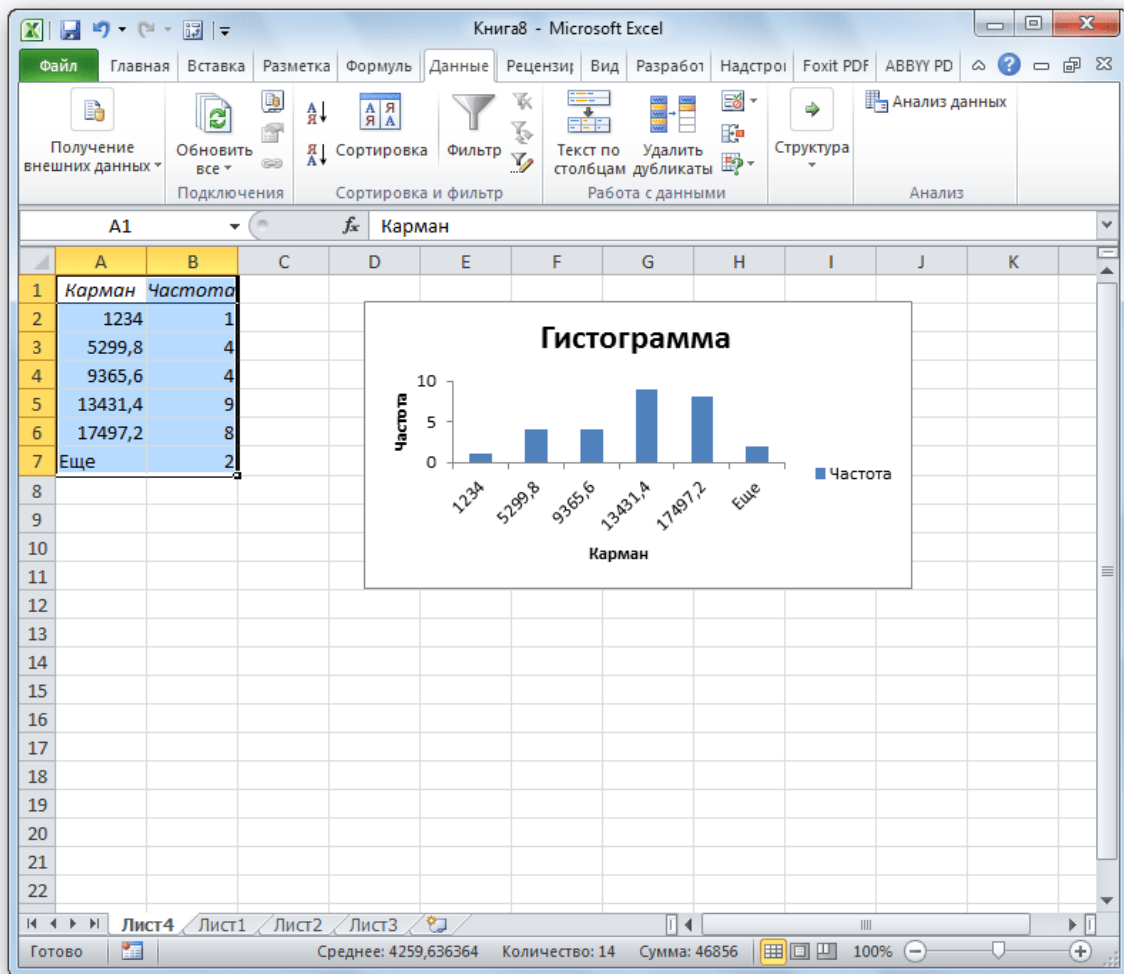 Книга8 - Microsoft Excel
Файл Главная Вставка Разметка Формуль Данные Рецензиј Вид Разработ Надстрої Foxit PDF ABBYY PD
Получение внешних данных
Обновить все
Подключения
Сортировка
Фильтр
Сортировка и фильтр
Текст по столбцам
Удалить дубликаты
Работа с данными
Структура
Анализ данных
Анализ
A1 fx Карман
A B C D E F G H I J K
1 Карман Частота
2 1234 1
3 5299,8 4
4 9365,6 4
5 13431,4 9
6 17497,2 8
7 Еще 2
8
9
10
11
12
13
14
15
16
17
18
19
20
21
22
Гистограмма
Частота
10
5
0
1234 5299,8 9365,6 13431,4 17497,2 Еще
Карман
Частота
Лист4 Лист1 Лист2 Лист3
Готово Среднее: 4259,636364 Количество: 14 Сумма: 46856 100%